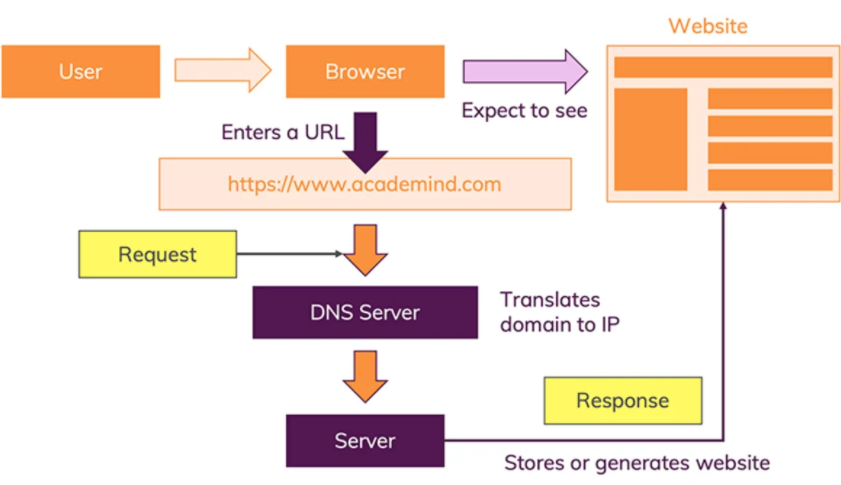 Website
User
Browser
Expect to see
Enters a URL
https://www.academind.com
Request
DNS Server
Translates
domain to IP
Response
Server
Stores or generates website